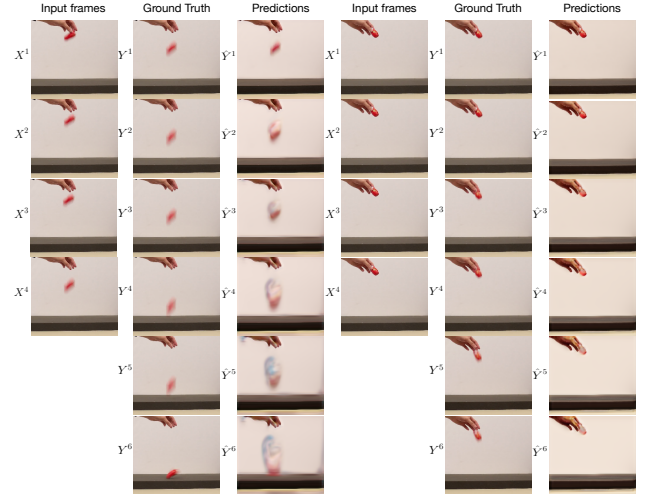 Input frames Ground Truth Predictions Input frames Ground Truth Predictions
X¹ Y¹ Ŷ¹ X¹ Y¹ Ŷ¹
X² Y² Ŷ² X² Y² Ŷ²
X³ Y³ Ŷ³ X³ Y³ Ŷ³
X⁴ Y⁴ Ŷ⁴ X⁴ Y⁴ Ŷ⁴
Y⁵ Ŷ⁵ Y⁵ Ŷ⁵
Y⁶ Ŷ⁶ Y⁶ Ŷ⁶